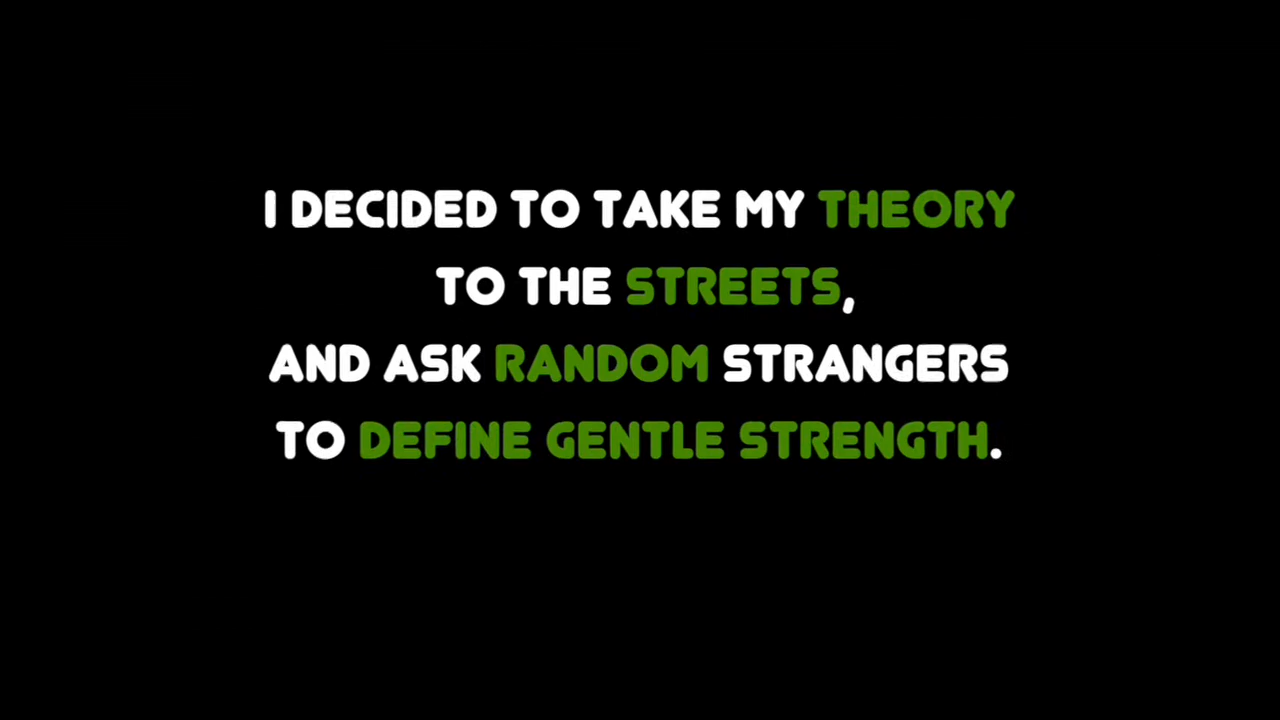 I DECIDED TO TAKE MY THEORY
TO THE STREETS,
AND ASK RANDOM STRANGERS
TO DEFINE GENTLE STRENGTH.